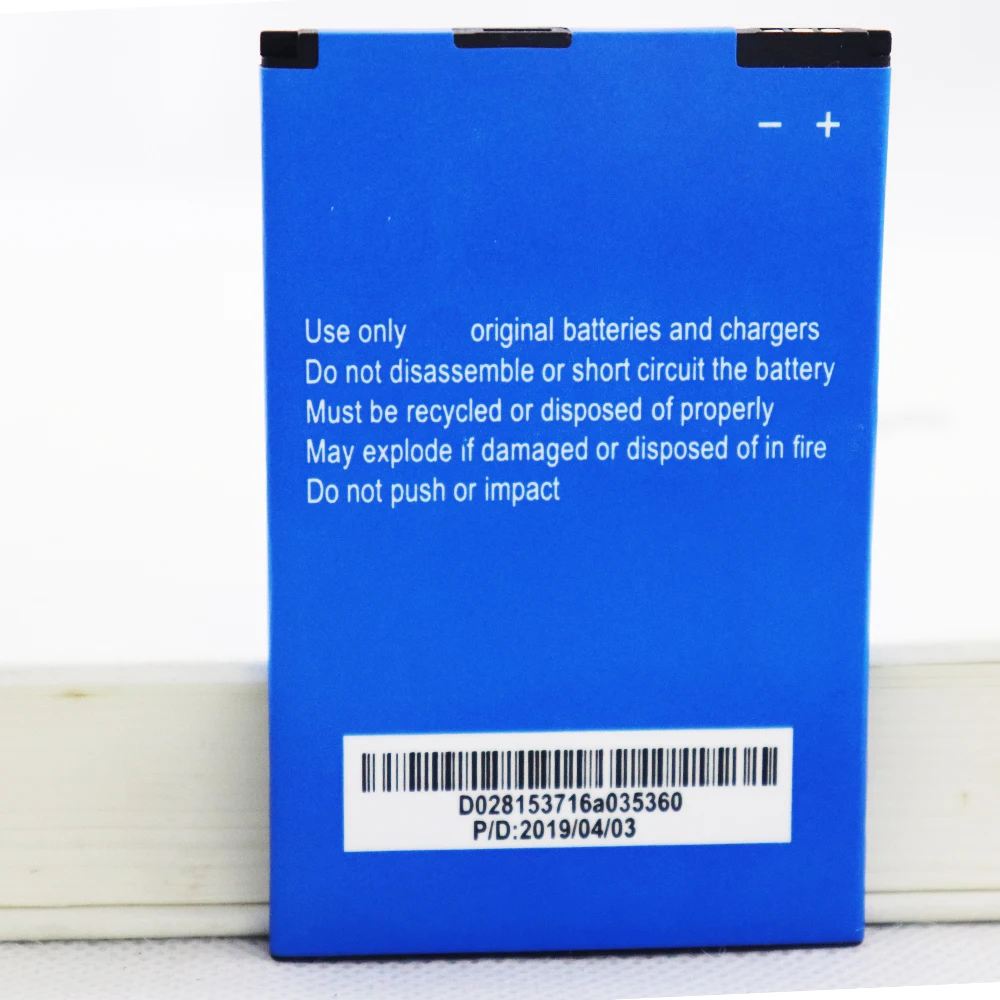 − +
Use only original batteries and chargers
Do not disassemble or short circuit the battery
Must be recycled or disposed of properly
May explode if damaged or disposed of in fire
Do not push or impact
D028153716a035360
P/D:2019/04/03